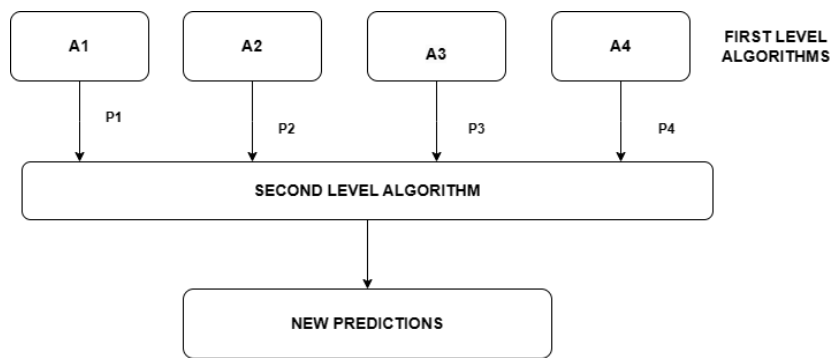 A1
A2
A3
A4
FIRST LEVEL
ALGORITHMS
P1
P2
P3
P4
SECOND LEVEL ALGORITHM
NEW PREDICTIONS